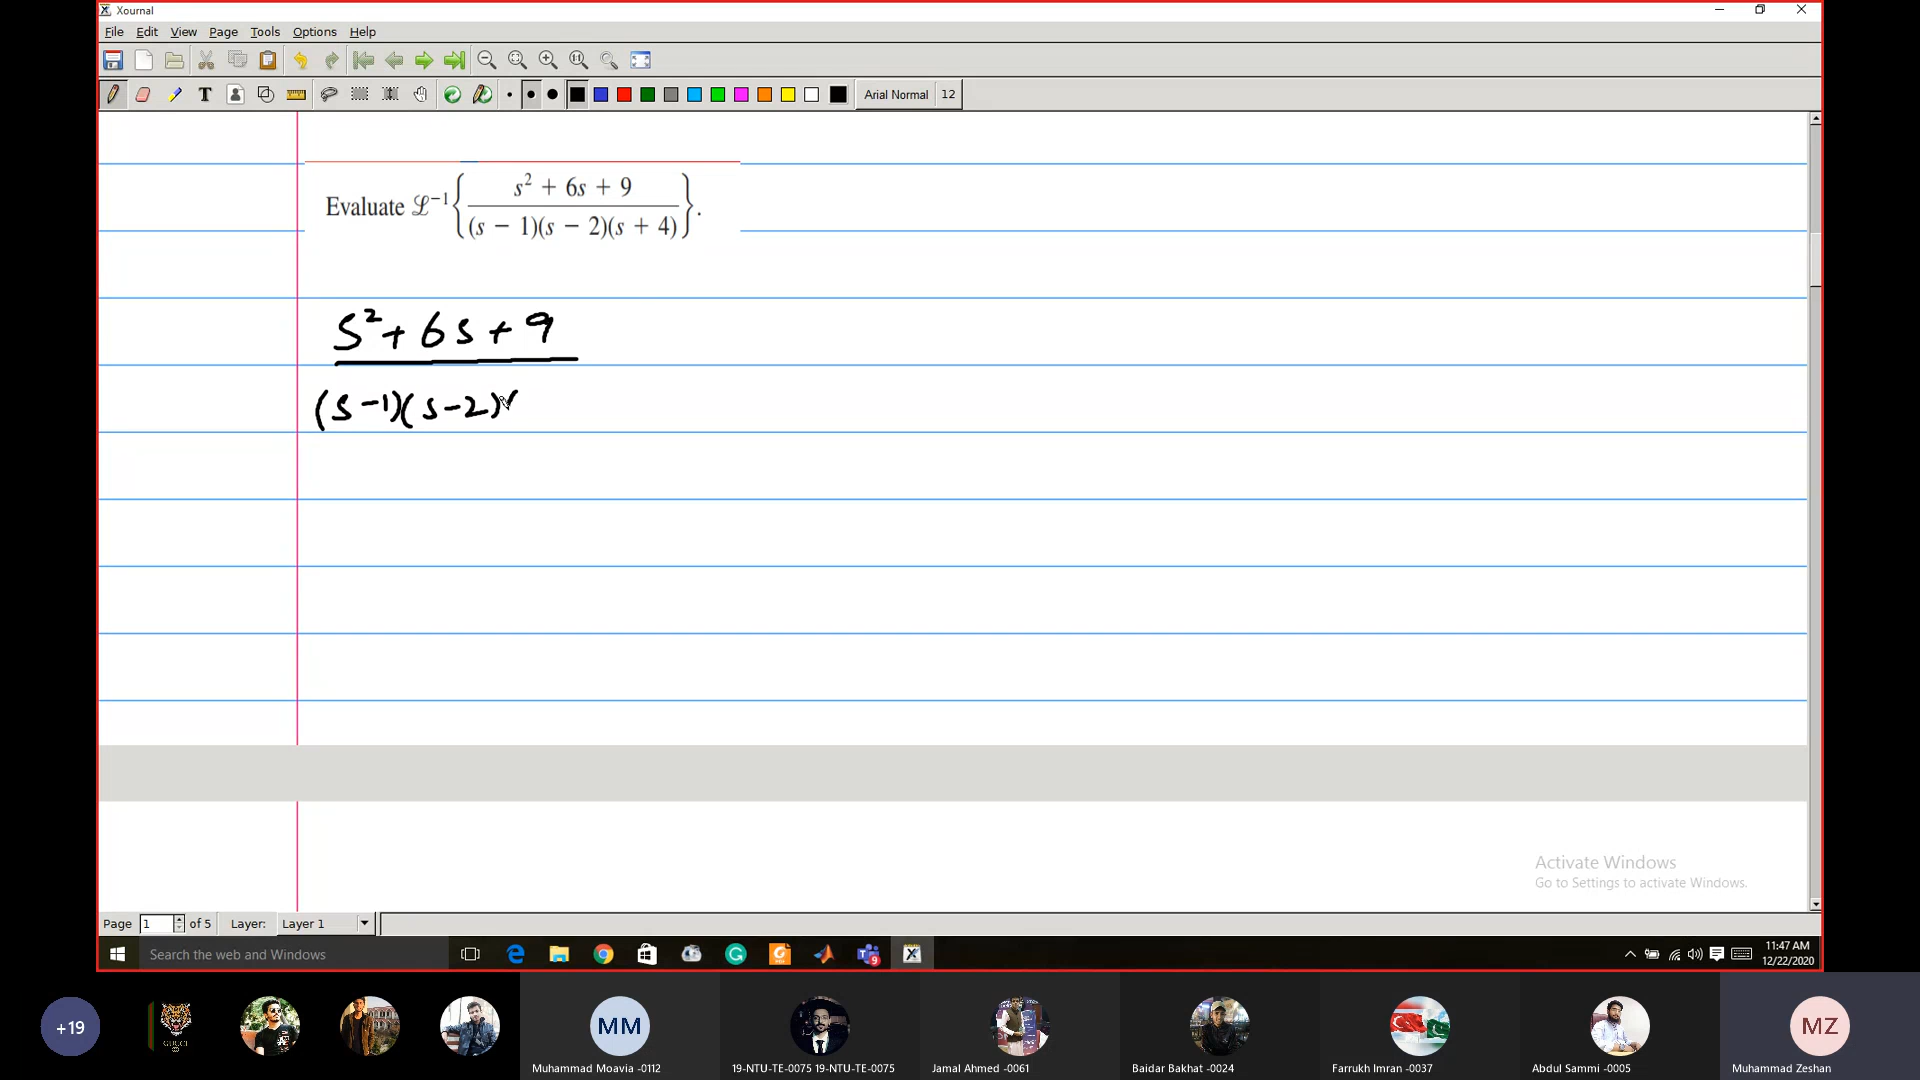 Xournal
File Edit View Page Tools Options Help
Arial Normal 12
Evaluate ℒ⁻¹{ s² + 6s + 9
(s − 1)(s − 2)(s + 4) }.
s² + 6s + 9
(s - 1)(s - 2)(
Activate Windows
Go to Settings to activate Windows.
Page 1 of 5 Layer: Layer 1
Search the web and Windows
11:47 AM
12/22/2020
+19
GUCCI
MM
MZ
Muhammad Moavia -0112
19-NTU-TE-0075 19-NTU-TE-0075
Jamal Ahmed -0061
Baidar Bakhat -0024
Farrukh Imran -0037
Abdul Sammi -0005
Muhammad Zeshan